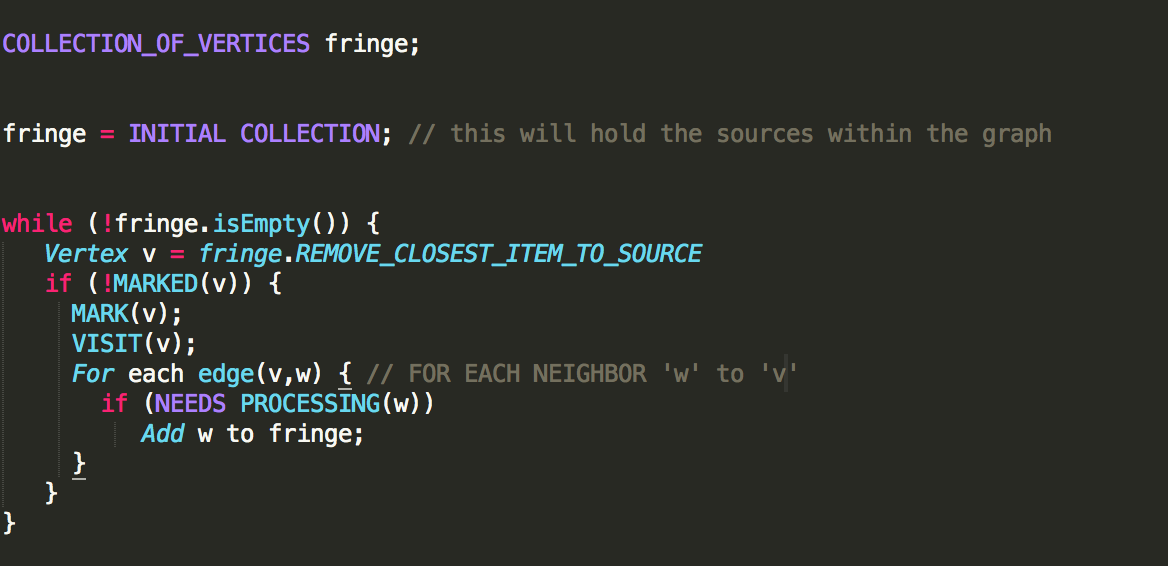 COLLECTION_OF_VERTICES fringe;
fringe = INITIAL COLLECTION; // this will hold the sources within the graph
while (!fringe.isEmpty()) {
Vertex v = fringe.REMOVE_CLOSEST_ITEM_TO_SOURCE
if (!MARKED(v)) {
MARK(v);
VISIT(v);
For each edge(v,w) { // FOR EACH NEIGHBOR 'w' to 'v'
if (NEEDS PROCESSING(w))
Add w to fringe;
}
}
}